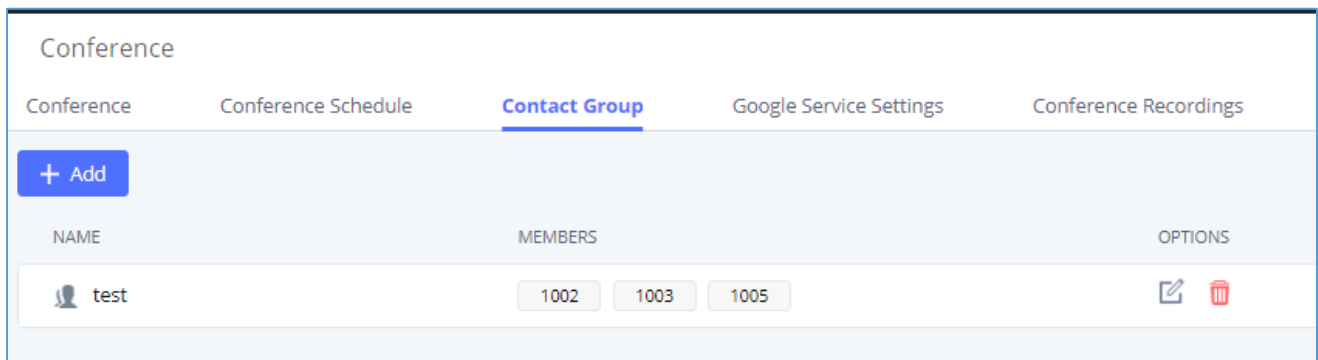 Conference
Conference Conference Schedule Contact Group Google Service Settings Conference Recordings
+ Add
NAME MEMBERS OPTIONS
test 1002 1003 1005